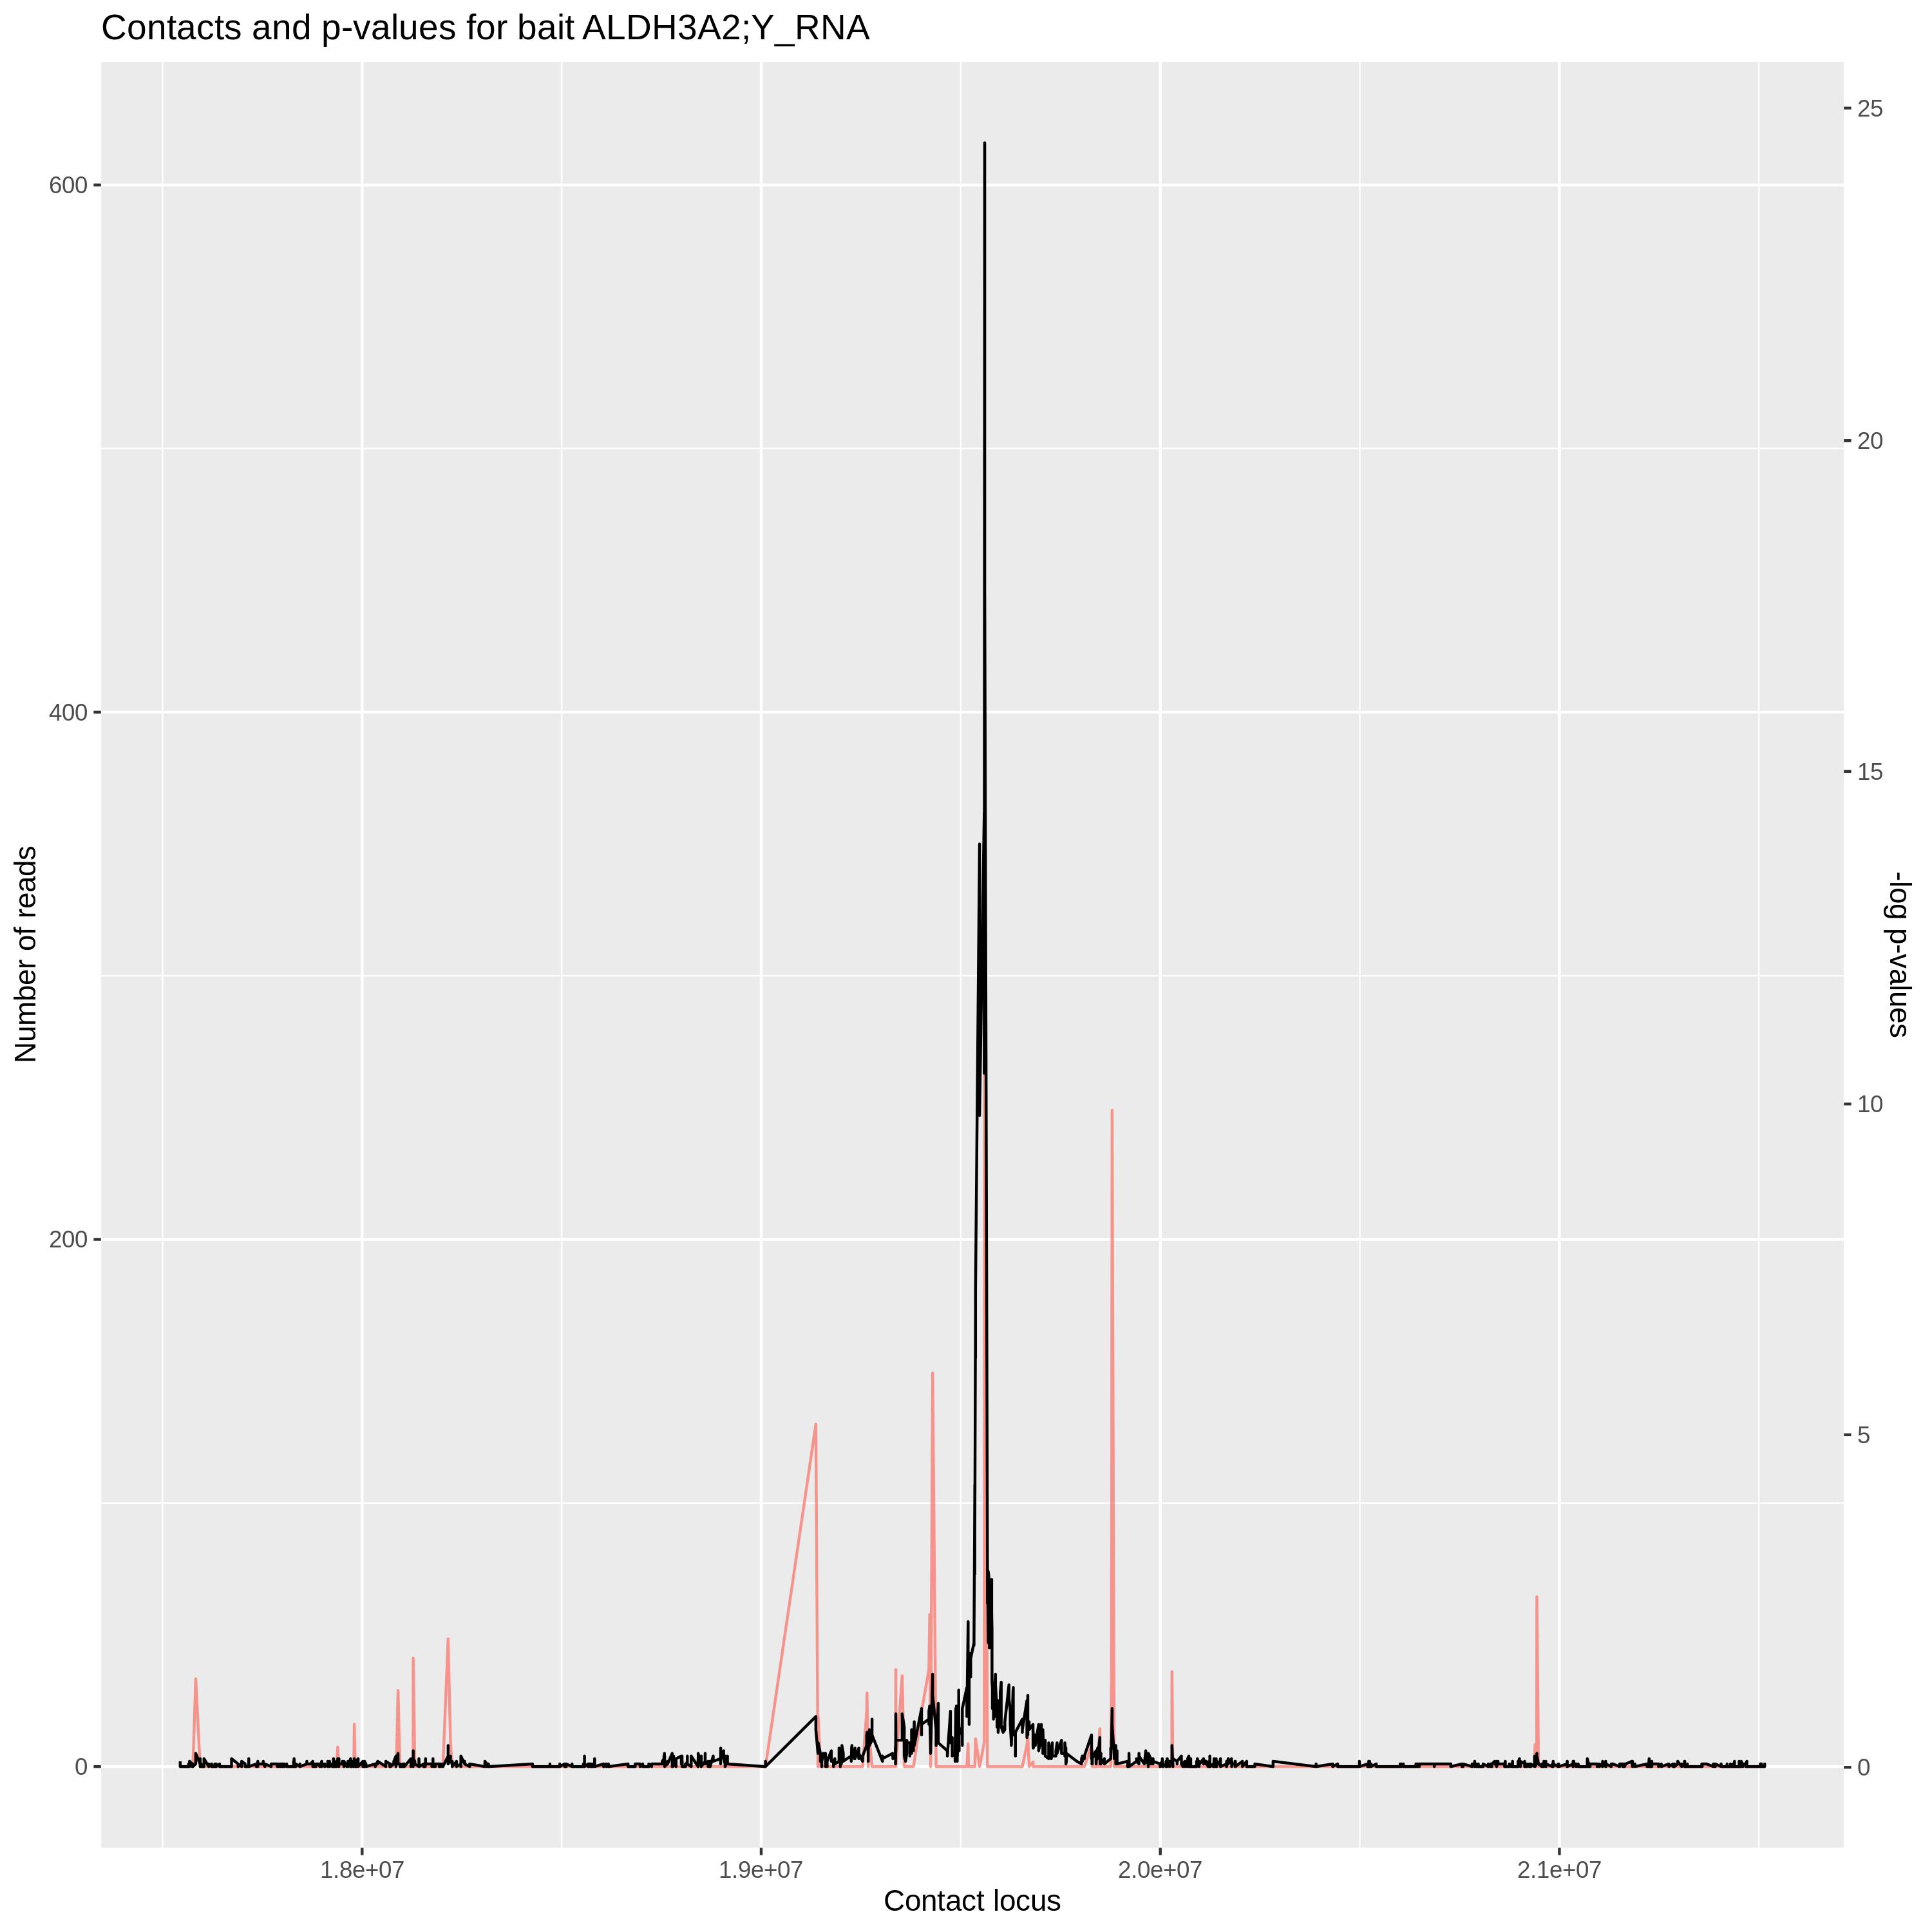 Contacts and p-values for bait ALDH3A2;Y_RNA
Number of reads
600
400
200
0
25
20
15
10
5
0
-log p-values
1.8e+07
1.9e+07
2.0e+07
2.1e+07
Contact locus